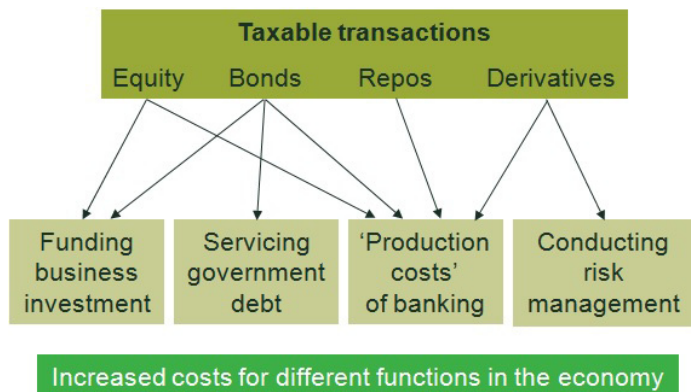 Taxable transactions
Equity Bonds Repos Derivatives
Funding
business
investment
Servicing
government
debt
‘Production
costs’
of banking
Conducting
risk
management
Increased costs for different functions in the economy